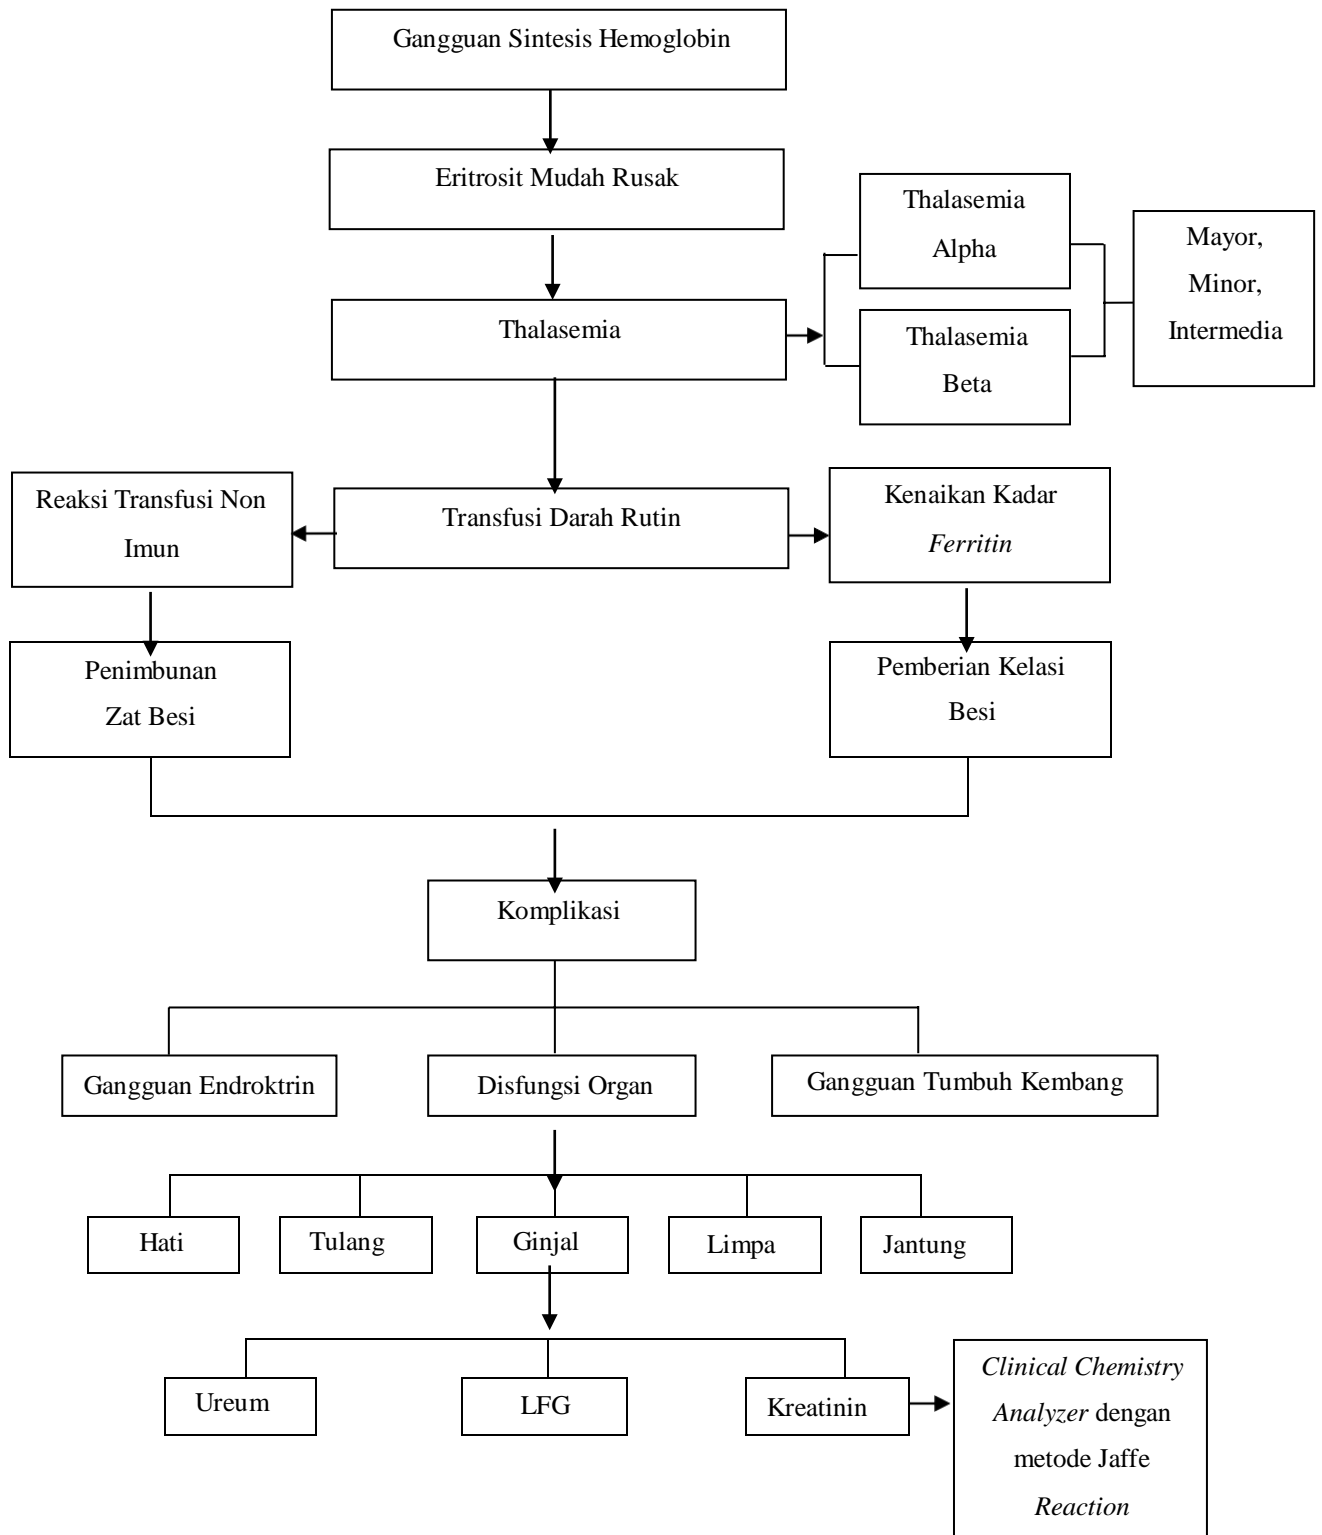 Gangguan Sintesis Hemoglobin
Eritrosit Mudah Rusak
Thalasemia
Alpha
Mayor,
Minor,
Intermedia
Thalasemia
Thalasemia
Beta
Reaksi Transfusi Non
Imun
Transfusi Darah Rutin
Kenaikan Kadar
Ferritin
Penimbunan
Zat Besi
Pemberian Kelasi
Besi
Komplikasi
Gangguan Endroktrin
Disfungsi Organ
Gangguan Tumbuh Kembang
Hati
Tulang
Ginjal
Limpa
Jantung
Ureum
LFG
Kreatinin
Clinical Chemistry
Analyzer dengan
metode Jaffe
Reaction